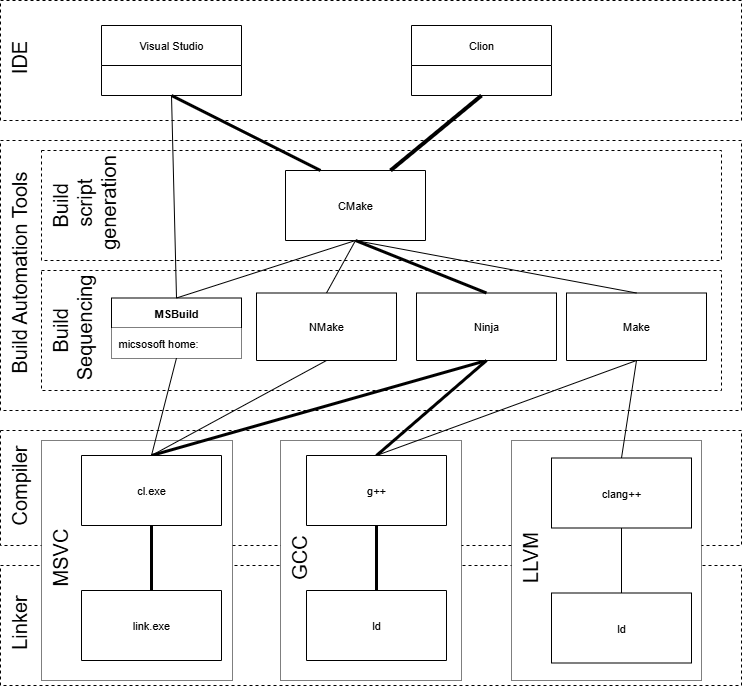 IDE
Visual Studio
Clion
Build Automation Tools
Build
script
generation
CMake
Build
Sequencing
MSBuild
micsosoft home:
NMake
Ninja
Make
Compiler
MSVC
cl.exe
GCC
g++
LLVM
clang++
Linker
link.exe
ld
ld